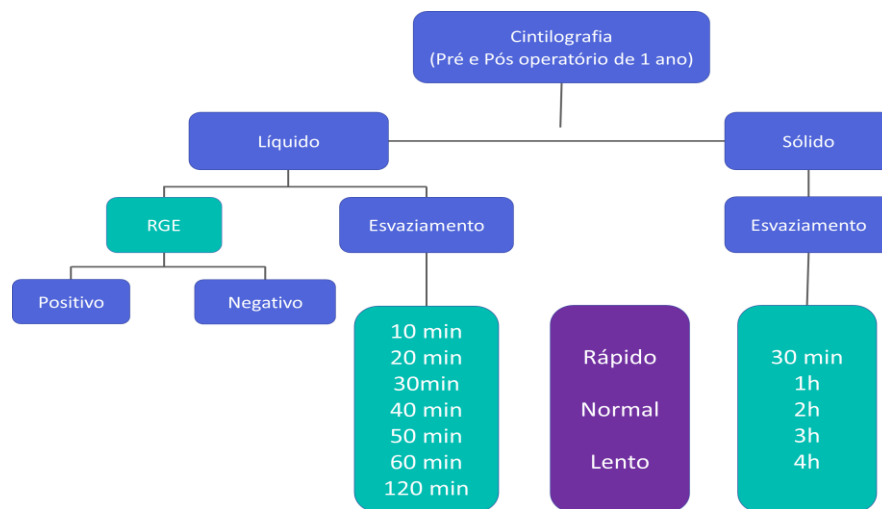 Cintilografia
(Pré e Pós operatório de 1 ano)
Líquido
Sólido
RGE
Esvaziamento
Esvaziamento
Positivo
Negativo
10 min
20 min
30min
40 min
50 min
60 min
120 min
Rápido
Normal
Lento
30 min
1h
2h
3h
4h